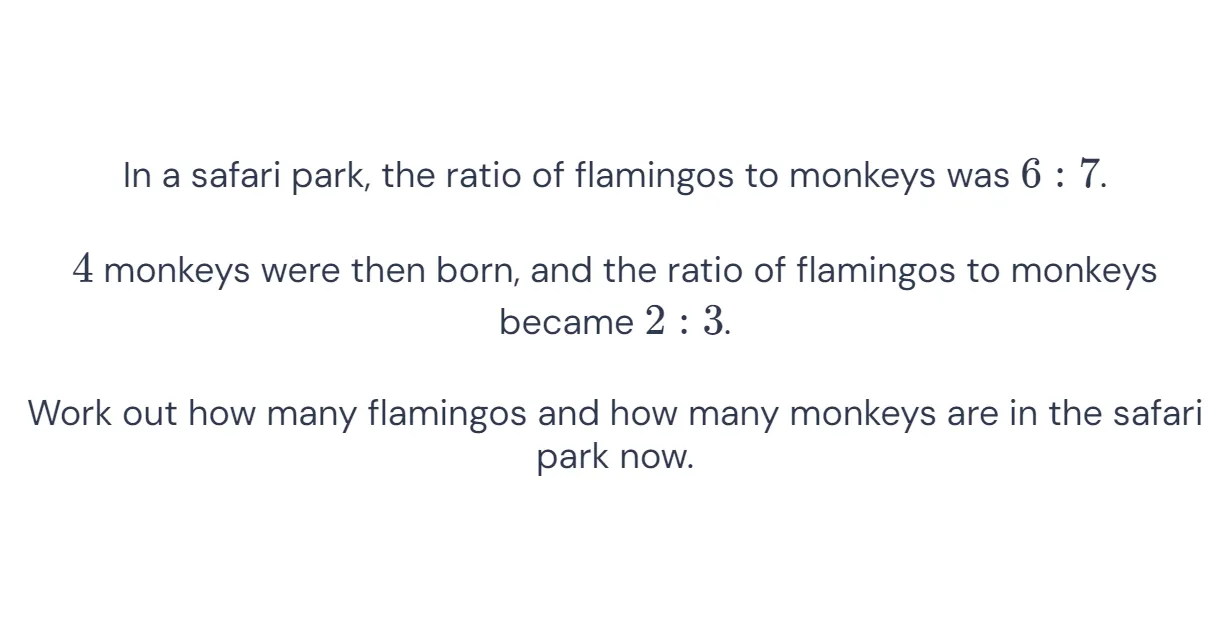 In a safari park, the ratio of flamingos to monkeys was 6 : 7.
4 monkeys were then born, and the ratio of flamingos to monkeys
became 2 : 3.
Work out how many flamingos and how many monkeys are in the safari
park now.